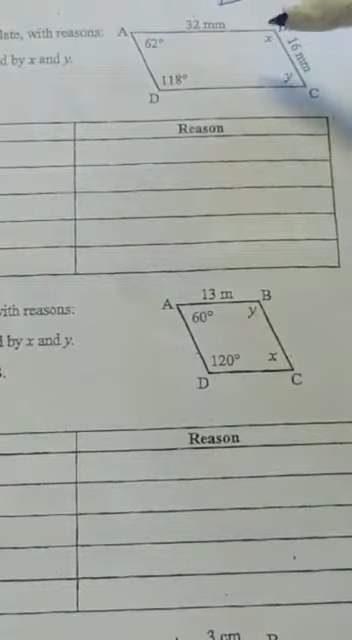 32 mm
late, with reasons: A
62° x 16 mm
d by x and y.
118° y
D C
Reason
13 m B
A
with reasons: 60° y
d by x and y.
120° x
D C
Reason
3 cm